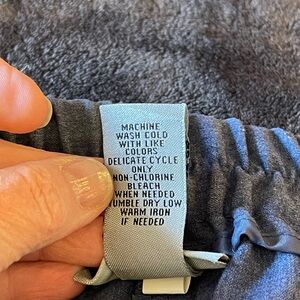 MACHINE
WASH COLD
WITH LIKE
COLORS
DELICATE CYCLE
ONLY
NON-CHLORINE
BLEACH
WHEN NEEDED
TUMBLE DRY LOW
WARM IRON
IF NEEDED